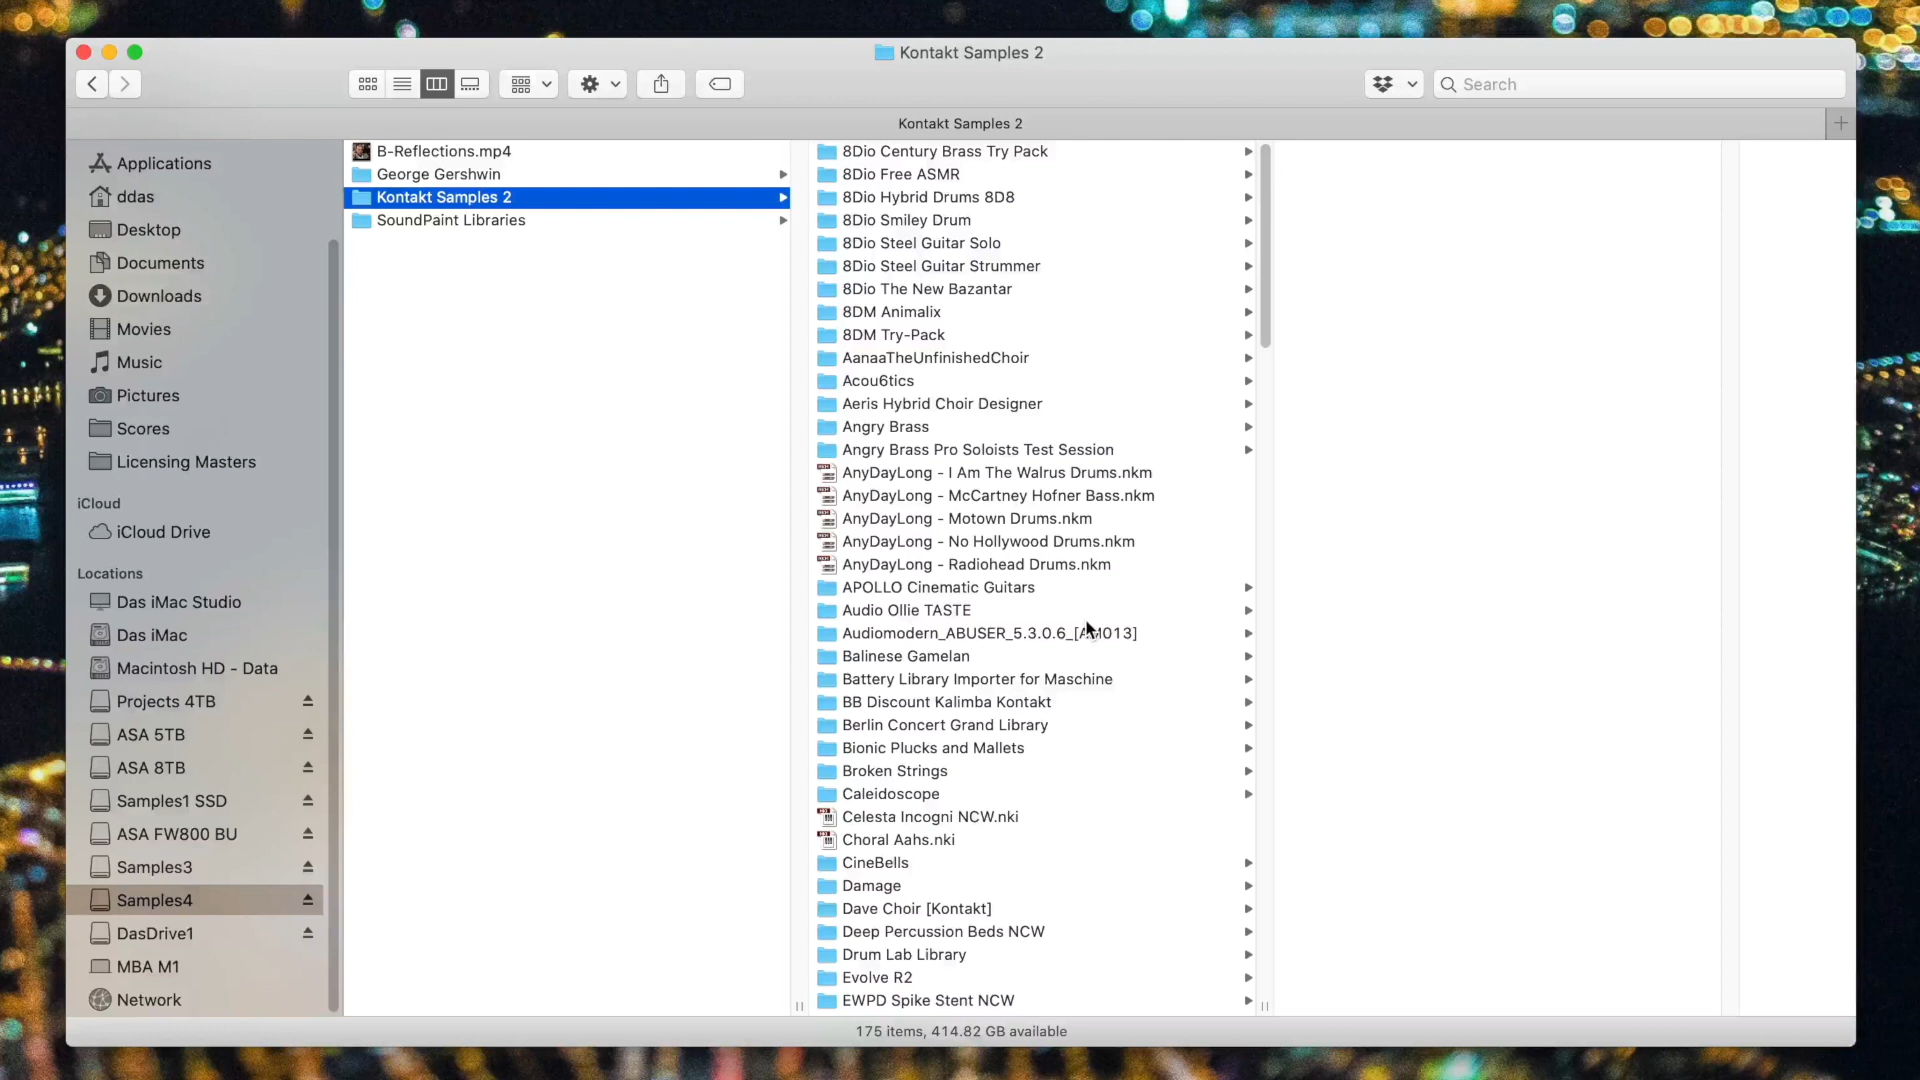 Kontakt Samples 2
Search
Kontakt Samples 2
Applications
ddas
Desktop
Documents
Downloads
Movies
Music
Pictures
Scores
Licensing Masters
iCloud
iCloud Drive
Locations
Das iMac Studio
Das iMac
Macintosh HD - Data
Projects 4TB
ASA 5TB
ASA 8TB
Samples1 SSD
ASA FW800 BU
Samples3
Samples4
DasDrive1
MBA M1
Network
B-Reflections.mp4
George Gershwin
Kontakt Samples 2
SoundPaint Libraries
8Dio Century Brass Try Pack
8Dio Free ASMR
8Dio Hybrid Drums 8D8
8Dio Smiley Drum
8Dio Steel Guitar Solo
8Dio Steel Guitar Strummer
8Dio The New Bazantar
8DM Animalix
8DM Try-Pack
AanaaTheUnfinishedChoir
Acou6tics
Aeris Hybrid Choir Designer
Angry Brass
Angry Brass Pro Soloists Test Session
AnyDayLong - I Am The Walrus Drums.nkm
AnyDayLong - McCartney Hofner Bass.nkm
AnyDayLong - Motown Drums.nkm
AnyDayLong - No Hollywood Drums.nkm
AnyDayLong - Radiohead Drums.nkm
APOLLO Cinematic Guitars
Audio Ollie TASTE
Audiomodern_ABUSER_5.3.0.6_[AM013]
Balinese Gamelan
Battery Library Importer for Maschine
BB Discount Kalimba Kontakt
Berlin Concert Grand Library
Bionic Plucks and Mallets
Broken Strings
Caleidoscope
Celesta Incogni NCW.nki
Choral Aahs.nki
CineBells
Damage
Dave Choir [Kontakt]
Deep Percussion Beds NCW
Drum Lab Library
Evolve R2
EWPD Spike Stent NCW
175 items, 414.82 GB available